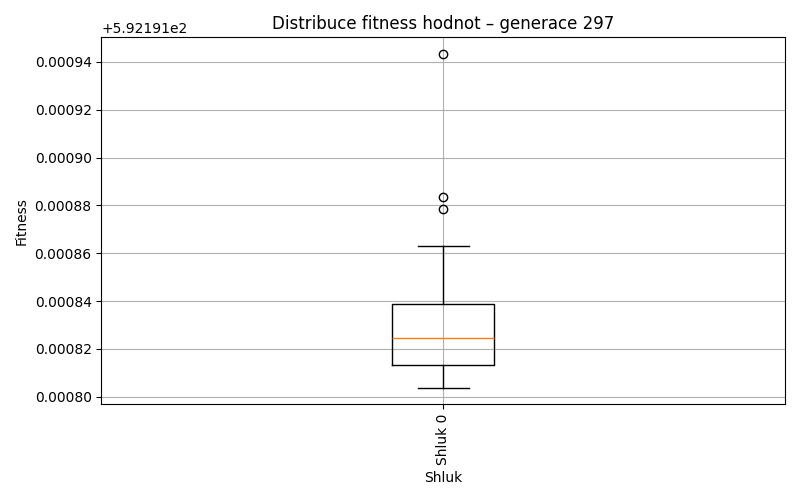 Distribuce fitness hodnot – generace 297
+5.92191e2
0.00094
0.00092
0.00090
0.00088
0.00086
0.00084
0.00082
0.00080
Fitness
Shluk 0
Shluk